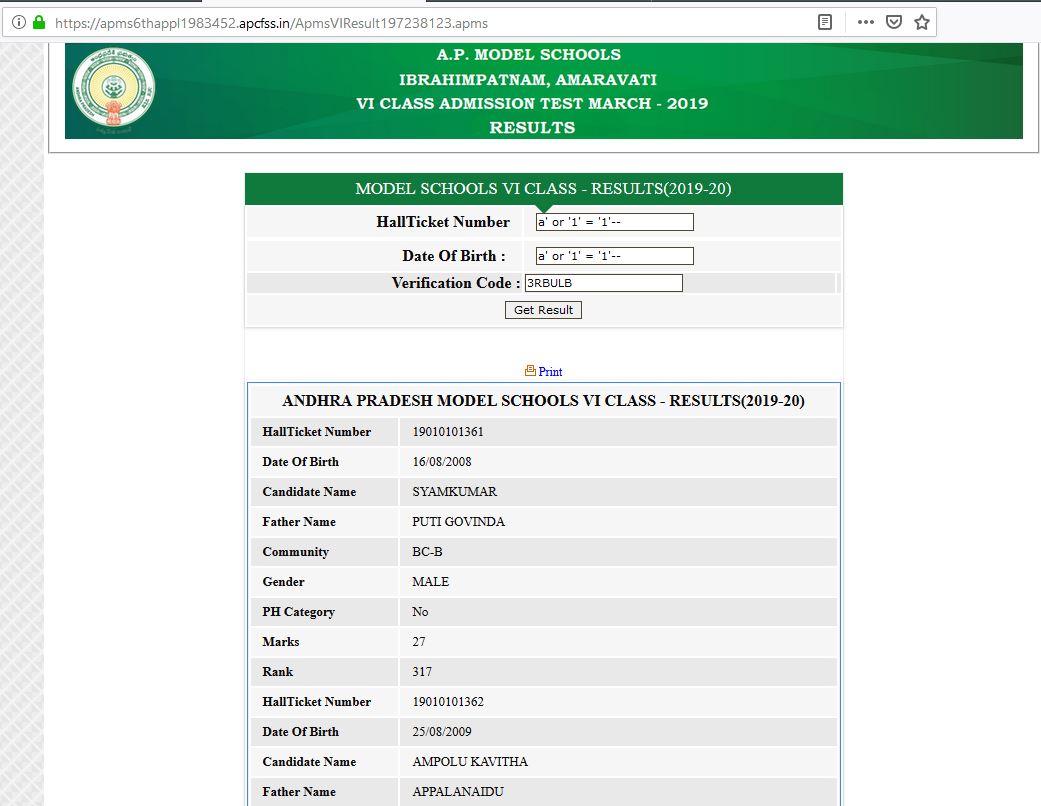 https://apms6thappl1983452.apcfss.in/ApmsVIResult197238123.apms
A.P. MODEL SCHOOLS
IBRAHIMPATNAM, AMARAVATI
VI CLASS ADMISSION TEST MARCH - 2019
RESULTS
MODEL SCHOOLS VI CLASS - RESULTS(2019-20)
HallTicket Number a' or '1' = '1'--
Date Of Birth : a' or '1' = '1'--
Verification Code : 3RBULB
Get Result
Print
ANDHRA PRADESH MODEL SCHOOLS VI CLASS - RESULTS(2019-20)
HallTicket Number 19010101361
Date Of Birth 16/08/2008
Candidate Name SYAMKUMAR
Father Name PUTI GOVINDA
Community BC-B
Gender MALE
PH Category No
Marks 27
Rank 317
HallTicket Number 19010101362
Date Of Birth 25/08/2009
Candidate Name AMPOLU KAVITHA
Father Name APPALANAIDU